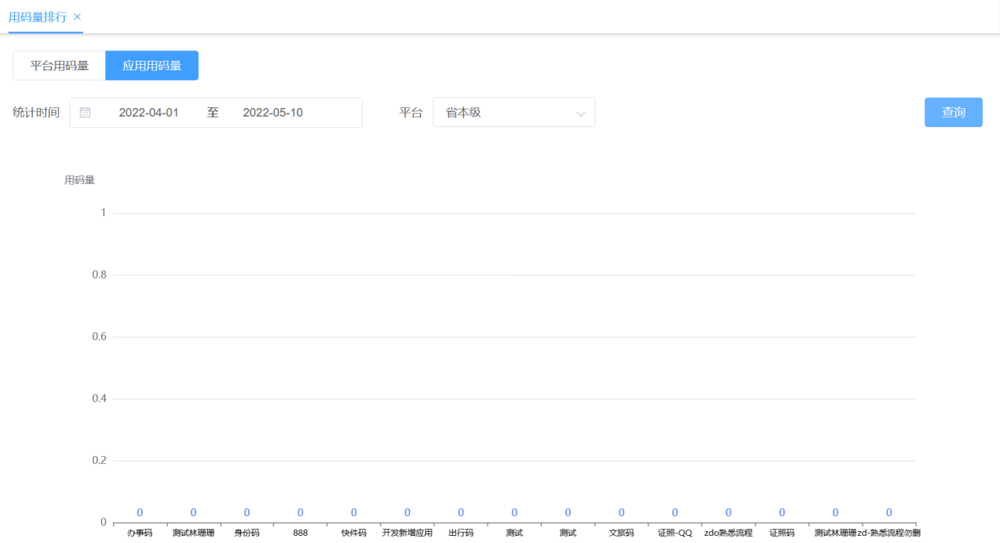 用码量排行 ×
平台用码量 应用用码量
统计时间 2022-04-01 至 2022-05-10 平台 省本级 查询
用码量
1
0.8
0.6
0.4
0.2
0 0 0 0 0 0 0 0 0 0 0 0 0 0 0
0
办事码 测试林珊珊 身份码 888 快件码 开发新增应用 出行码 测试 测试 文旅码 证照-QQ zdo熟悉流程 证照码 测试林珊珊 zd-熟悉流程勿删